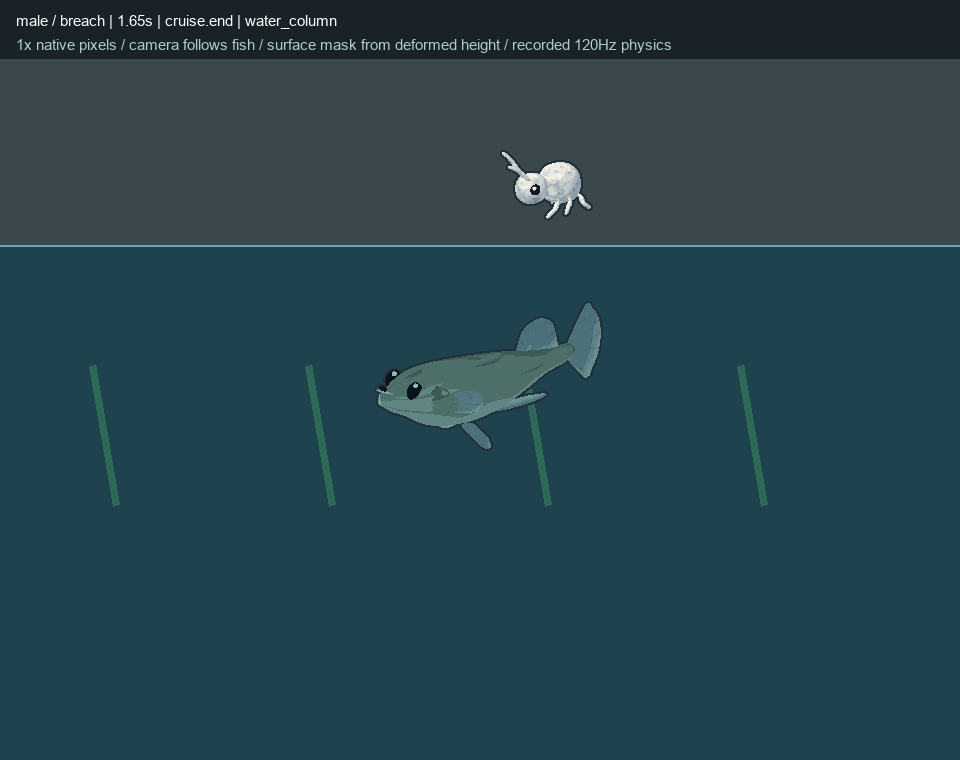 male / breach | 1.65s | cruise.end | water_column
1x native pixels / camera follows fish / surface mask from deformed height / recorded 120Hz physics